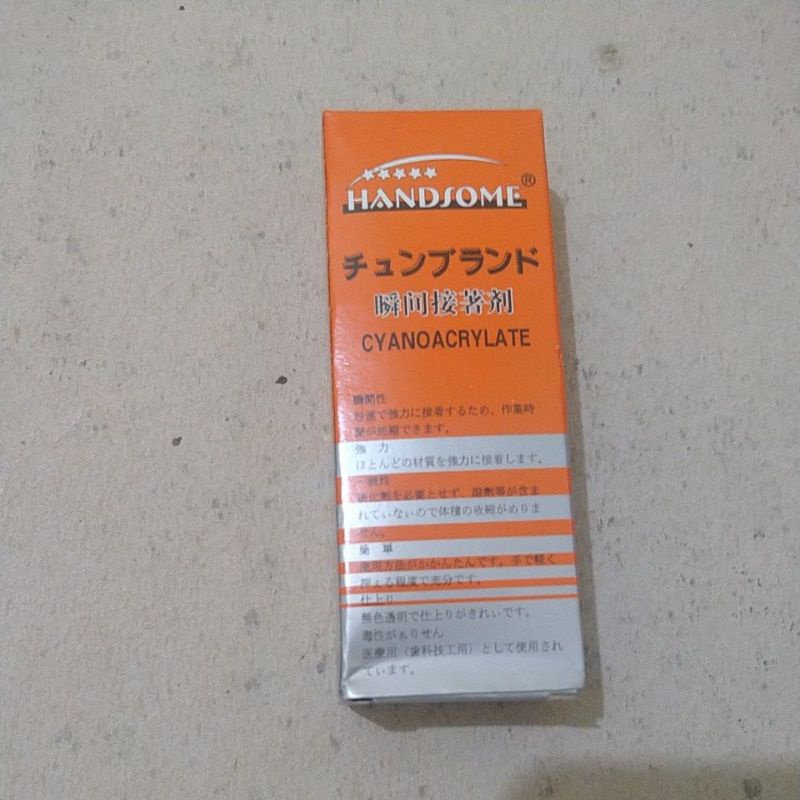 HANDSOME®
チュンブランド
瞬间接著剂
CYANOACRYLATE
瞬間性
秒速で強力に接着するため、作業時
間が短縮できます。
強 力
ほとんどの材質を強力に接着します。
一液性
硬化剤を必要とせず、溶剤等が含ま
れていないので体積の收縮がめりま
せん。
簡 単
使用方法がかかんたんです。手で軽く
押える程度で充分です。
仕上り
無色透明で仕上りがきれぃです。
毒性がありせん
医療用（歯科技工用）として使用され
ています。